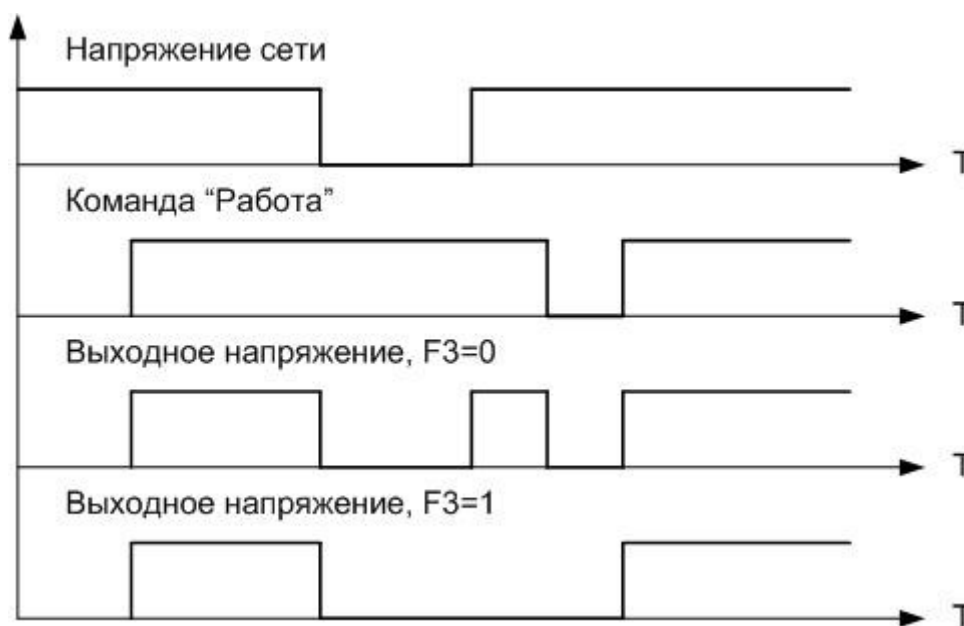 Напряжение сети
T
Команда “Работа”
T
Выходное напряжение, F3=0
T
Выходное напряжение, F3=1
T